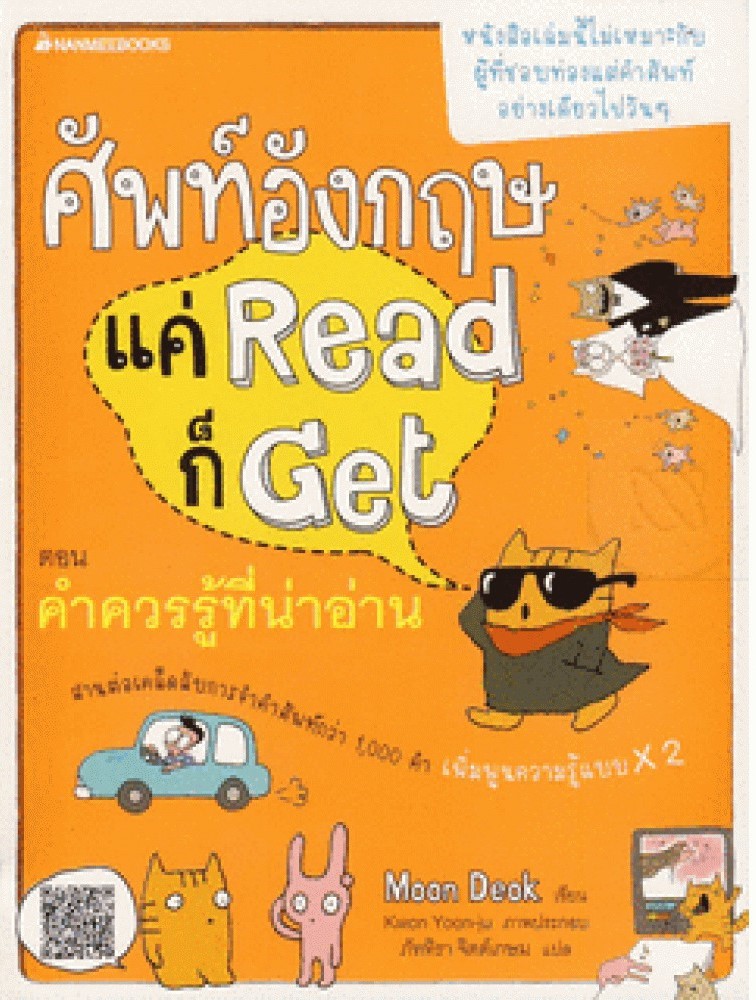 NANMEEBOOKS
หนังสือเล่มนี้ไม่เหมาะกับ
ผู้ที่ชอบท่องแต่คำศัพท์
อย่างเดียวไปวันๆ
ศัพท์อังกฤษ
แค่ Read
ก็ Get
ตอน
คำควรรู้ที่น่าอ่าน
สานต่อเคล็ดลับการจำคำศัพท์กว่า 1,000 คำ เพิ่มพูนความรู้แบบ X 2
Moon Deok เขียน
Kwon Yoon-ju ภาพประกอบ
ภัททิรา จิตต์เกษม แปล